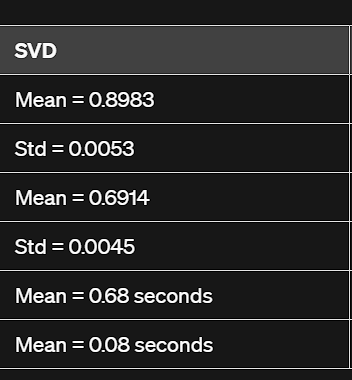 SVD
Mean = 0.8983
Std = 0.0053
Mean = 0.6914
Std = 0.0045
Mean = 0.68 seconds
Mean = 0.08 seconds